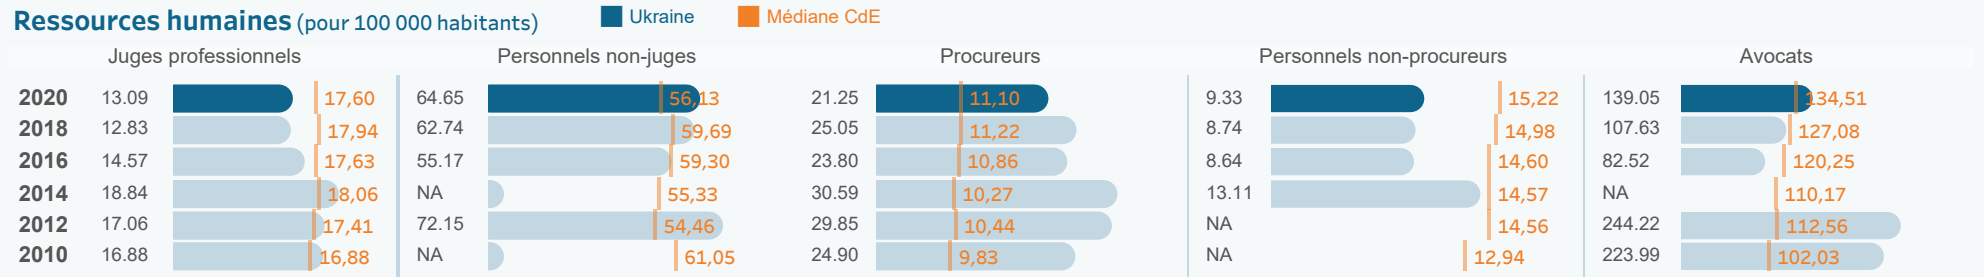 Ressources humaines (pour 100 000 habitants) Ukraine Médiane CdE
Juges professionnels Personnels non-juges Procureurs Personnels non-procureurs Avocats
2020 13.09 17,60 64.65 56,13 21.25 11,10 9.33 15,22 139.05 134,51
2018 12.83 17,94 62.74 59,69 25.05 11,22 8.74 14,98 107.63 127,08
2016 14.57 17,63 55.17 59,30 23.80 10,86 8.64 14,60 82.52 120,25
2014 18.84 18,06 NA 55,33 30.59 10,27 13.11 14,57 NA 110,17
2012 17.06 17,41 72.15 54,46 29.85 10,44 NA 14,56 244.22 112,56
2010 16.88 16,88 NA 61,05 24.90 9,83 NA 12,94 223.99 102,03